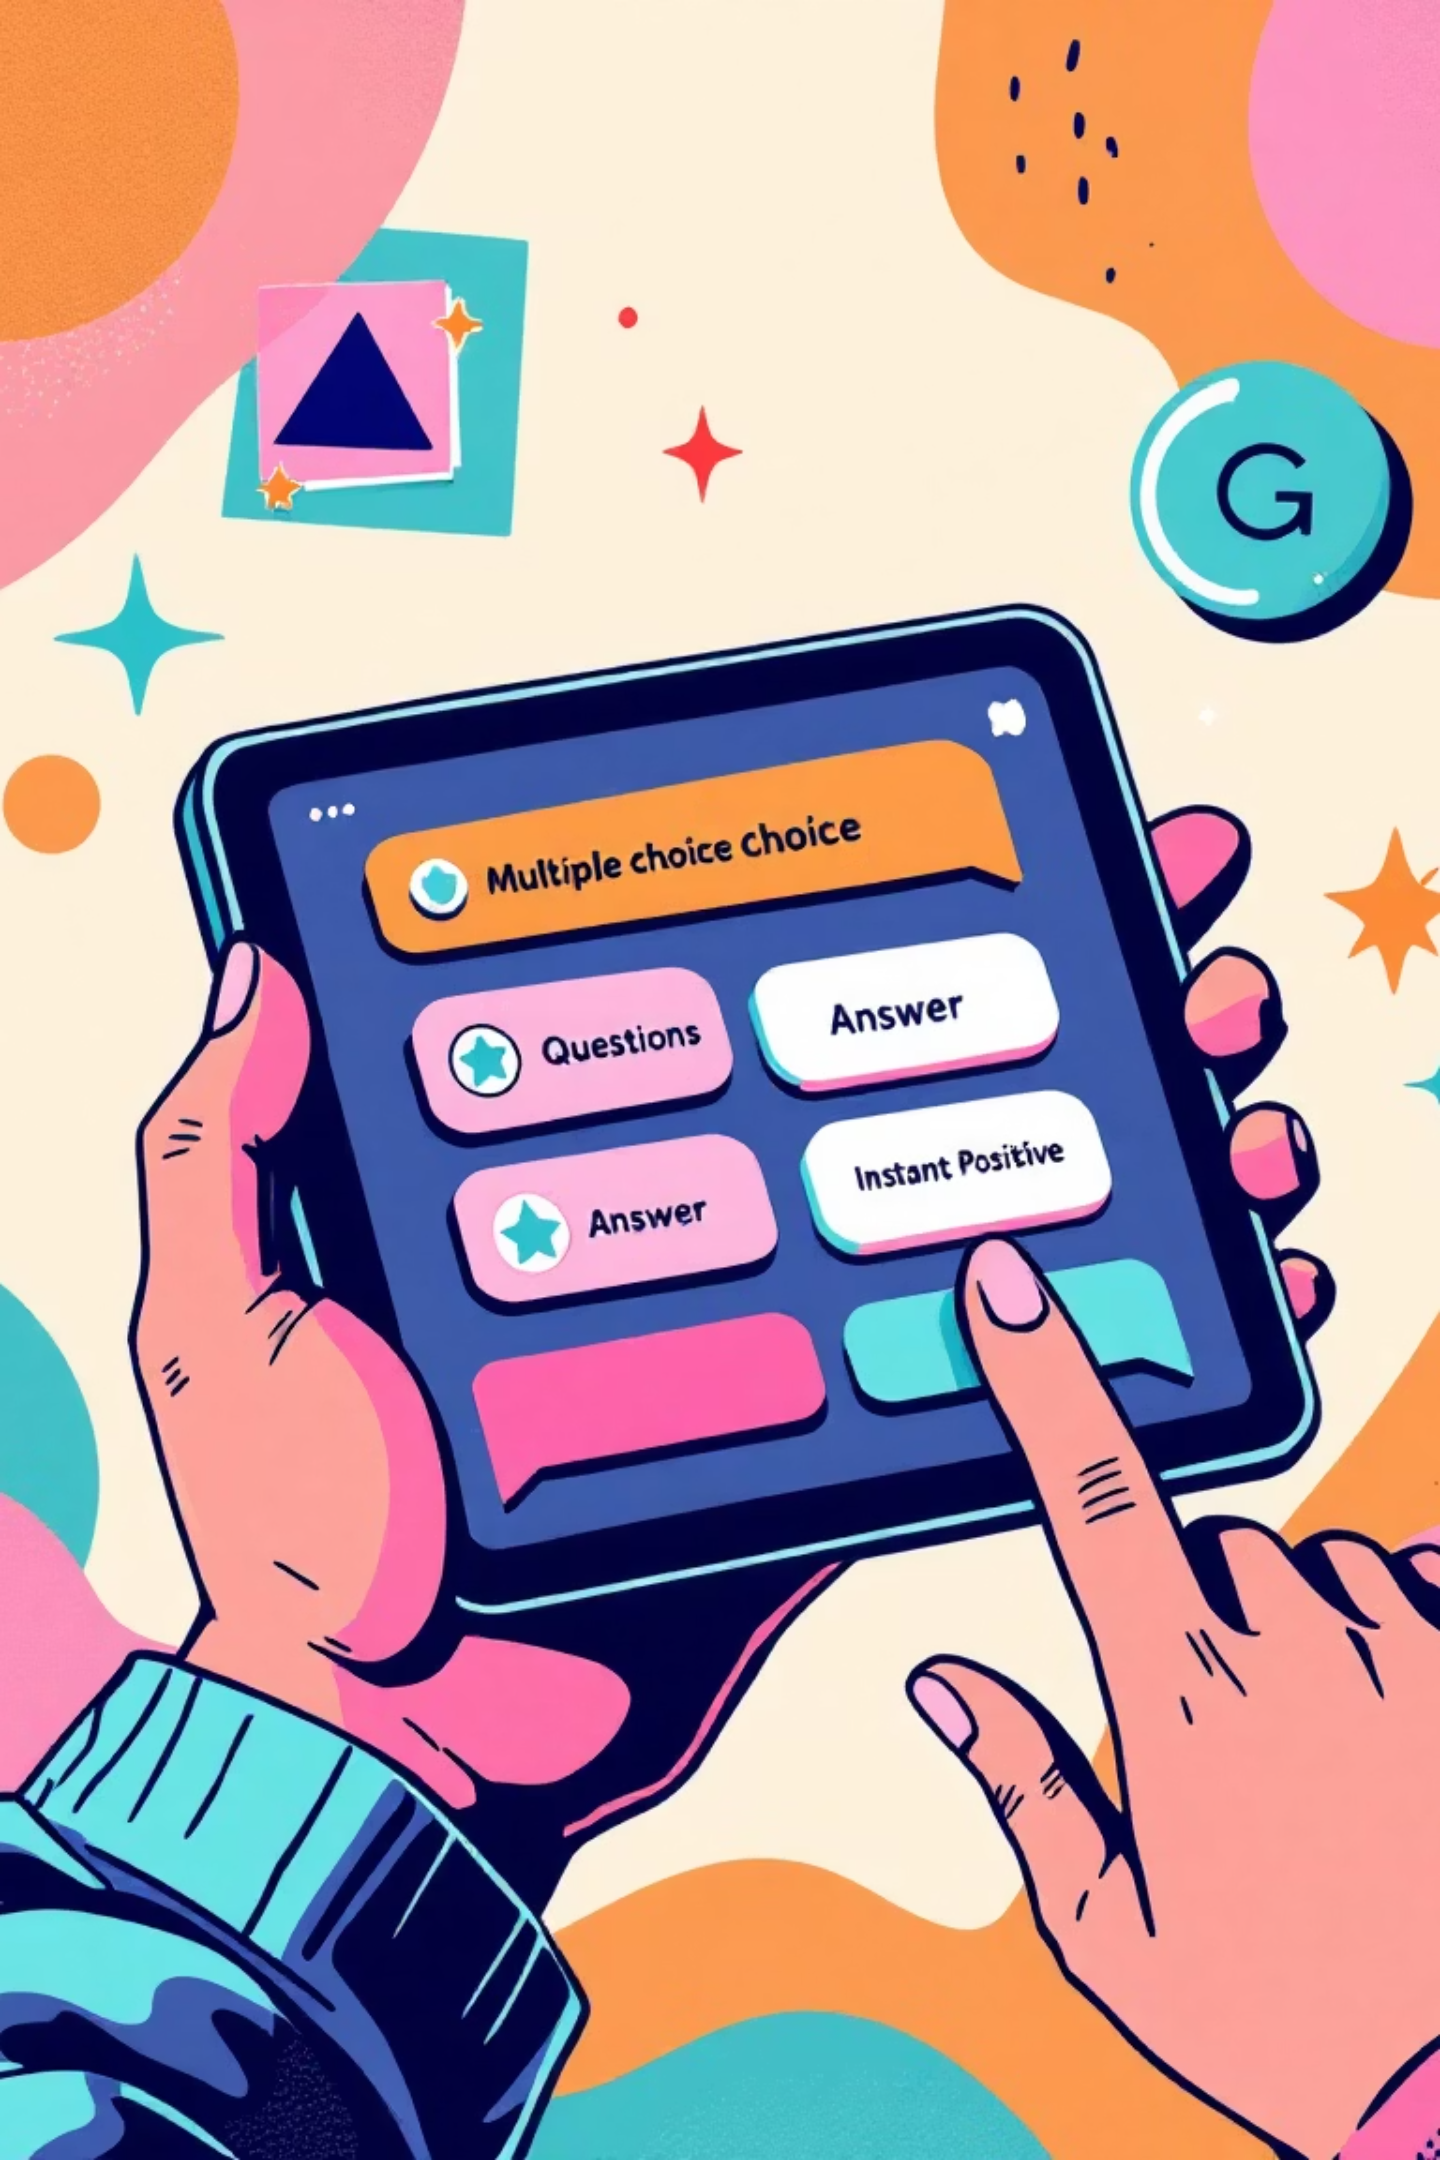 G
Multiple choice choice
Questions
Answer
Answer
Instant Positive